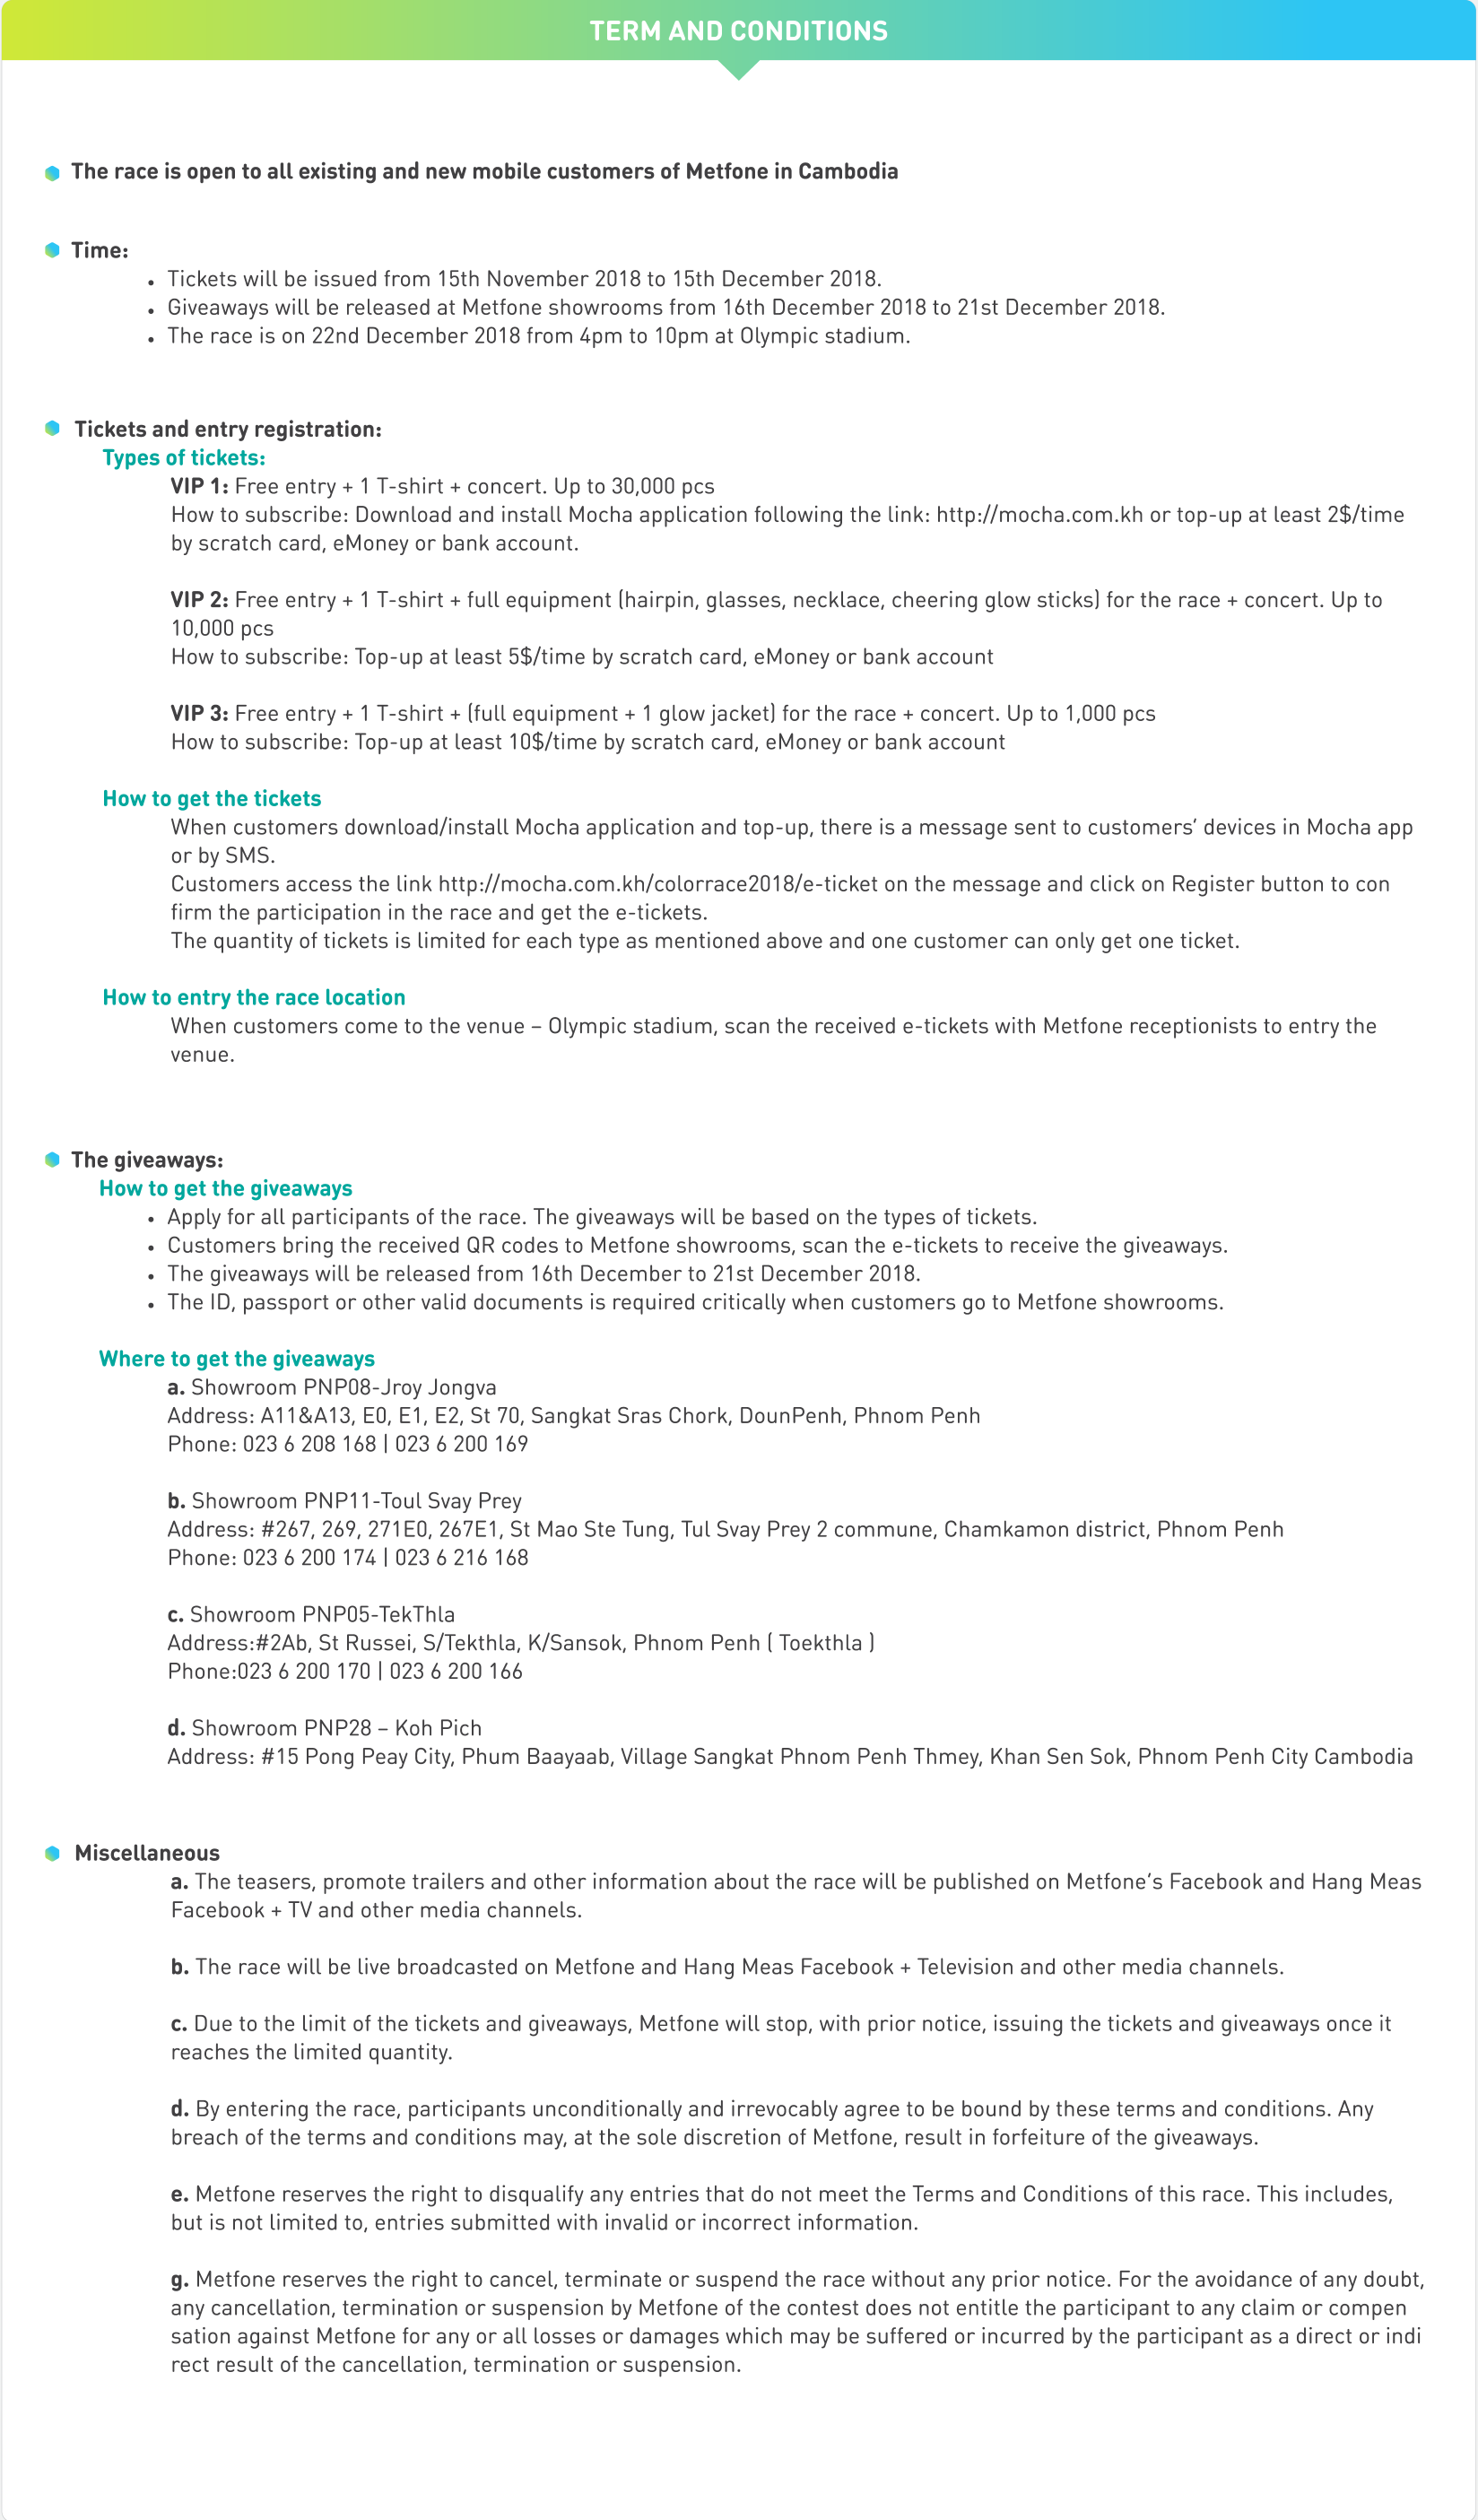 TERM AND CONDITIONS
The race is open to all existing and new mobile customers of Metfone in Cambodia
Time:
• Tickets will be issued from 15th November 2018 to 15th December 2018.
• Giveaways will be released at Metfone showrooms from 16th December 2018 to 21st December 2018.
• The race is on 22nd December 2018 from 4pm to 10pm at Olympic stadium.
Tickets and entry registration:
Types of tickets:
VIP 1: Free entry + 1 T-shirt + concert. Up to 30,000 pcs
How to subscribe: Download and install Mocha application following the link: http://mocha.com.kh or top-up at least 2$/time
by scratch card, eMoney or bank account.
VIP 2: Free entry + 1 T-shirt + full equipment (hairpin, glasses, necklace, cheering glow sticks) for the race + concert. Up to
10,000 pcs
How to subscribe: Top-up at least 5$/time by scratch card, eMoney or bank account
VIP 3: Free entry + 1 T-shirt + (full equipment + 1 glow jacket) for the race + concert. Up to 1,000 pcs
How to subscribe: Top-up at least 10$/time by scratch card, eMoney or bank account
How to get the tickets
When customers download/install Mocha application and top-up, there is a message sent to customers’ devices in Mocha app
or by SMS.
Customers access the link http://mocha.com.kh/colorrace2018/e-ticket on the message and click on Register button to con
firm the participation in the race and get the e-tickets.
The quantity of tickets is limited for each type as mentioned above and one customer can only get one ticket.
How to entry the race location
When customers come to the venue – Olympic stadium, scan the received e-tickets with Metfone receptionists to entry the
venue.
The giveaways:
How to get the giveaways
• Apply for all participants of the race. The giveaways will be based on the types of tickets.
• Customers bring the received QR codes to Metfone showrooms, scan the e-tickets to receive the giveaways.
• The giveaways will be released from 16th December to 21st December 2018.
• The ID, passport or other valid documents is required critically when customers go to Metfone showrooms.
Where to get the giveaways
a. Showroom PNP08-Jroy Jongva
Address: A11&A13, E0, E1, E2, St 70, Sangkat Sras Chork, DounPenh, Phnom Penh
Phone: 023 6 208 168 | 023 6 200 169
b. Showroom PNP11-Toul Svay Prey
Address: #267, 269, 271E0, 267E1, St Mao Ste Tung, Tul Svay Prey 2 commune, Chamkamon district, Phnom Penh
Phone: 023 6 200 174 | 023 6 216 168
c. Showroom PNP05-TekThla
Address:#2Ab, St Russei, S/Tekthla, K/Sansok, Phnom Penh ( Toekthla )
Phone:023 6 200 170 | 023 6 200 166
d. Showroom PNP28 – Koh Pich
Address: #15 Pong Peay City, Phum Baayaab, Village Sangkat Phnom Penh Thmey, Khan Sen Sok, Phnom Penh City Cambodia
Miscellaneous
a. The teasers, promote trailers and other information about the race will be published on Metfone’s Facebook and Hang Meas
Facebook + TV and other media channels.
b. The race will be live broadcasted on Metfone and Hang Meas Facebook + Television and other media channels.
c. Due to the limit of the tickets and giveaways, Metfone will stop, with prior notice, issuing the tickets and giveaways once it
reaches the limited quantity.
d. By entering the race, participants unconditionally and irrevocably agree to be bound by these terms and conditions. Any
breach of the terms and conditions may, at the sole discretion of Metfone, result in forfeiture of the giveaways.
e. Metfone reserves the right to disqualify any entries that do not meet the Terms and Conditions of this race. This includes,
but is not limited to, entries submitted with invalid or incorrect information.
g. Metfone reserves the right to cancel, terminate or suspend the race without any prior notice. For the avoidance of any doubt,
any cancellation, termination or suspension by Metfone of the contest does not entitle the participant to any claim or compen
sation against Metfone for any or all losses or damages which may be suffered or incurred by the participant as a direct or indi
rect result of the cancellation, termination or suspension.